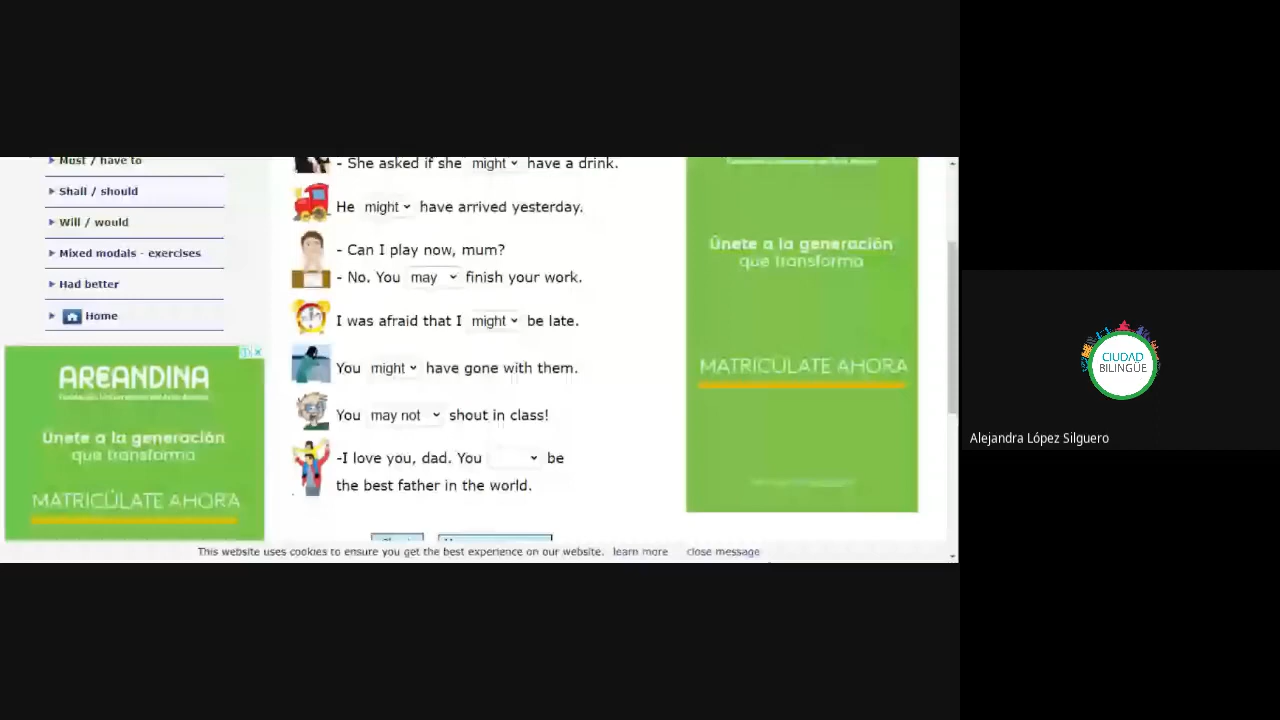 Must / have to
Shall / should
Will / would
Mixed modals - exercises
Had better
Home
AREANDINA
Únete a la generación
que transforma
MATRICÚLATE AHORA
- She asked if she might have a drink.
He might have arrived yesterday.
- Can I play now, mum?
- No. You may finish your work.
I was afraid that I might be late.
You might have gone with them.
You may not shout in class!
-I love you, dad. You be
the best father in the world.
Únete a la generación
que transforma
MATRICÚLATE AHORA
This website uses cookies to ensure you get the best experience on our website. learn more close message
CIUDAD
BILINGÜE
Alejandra López Silguero